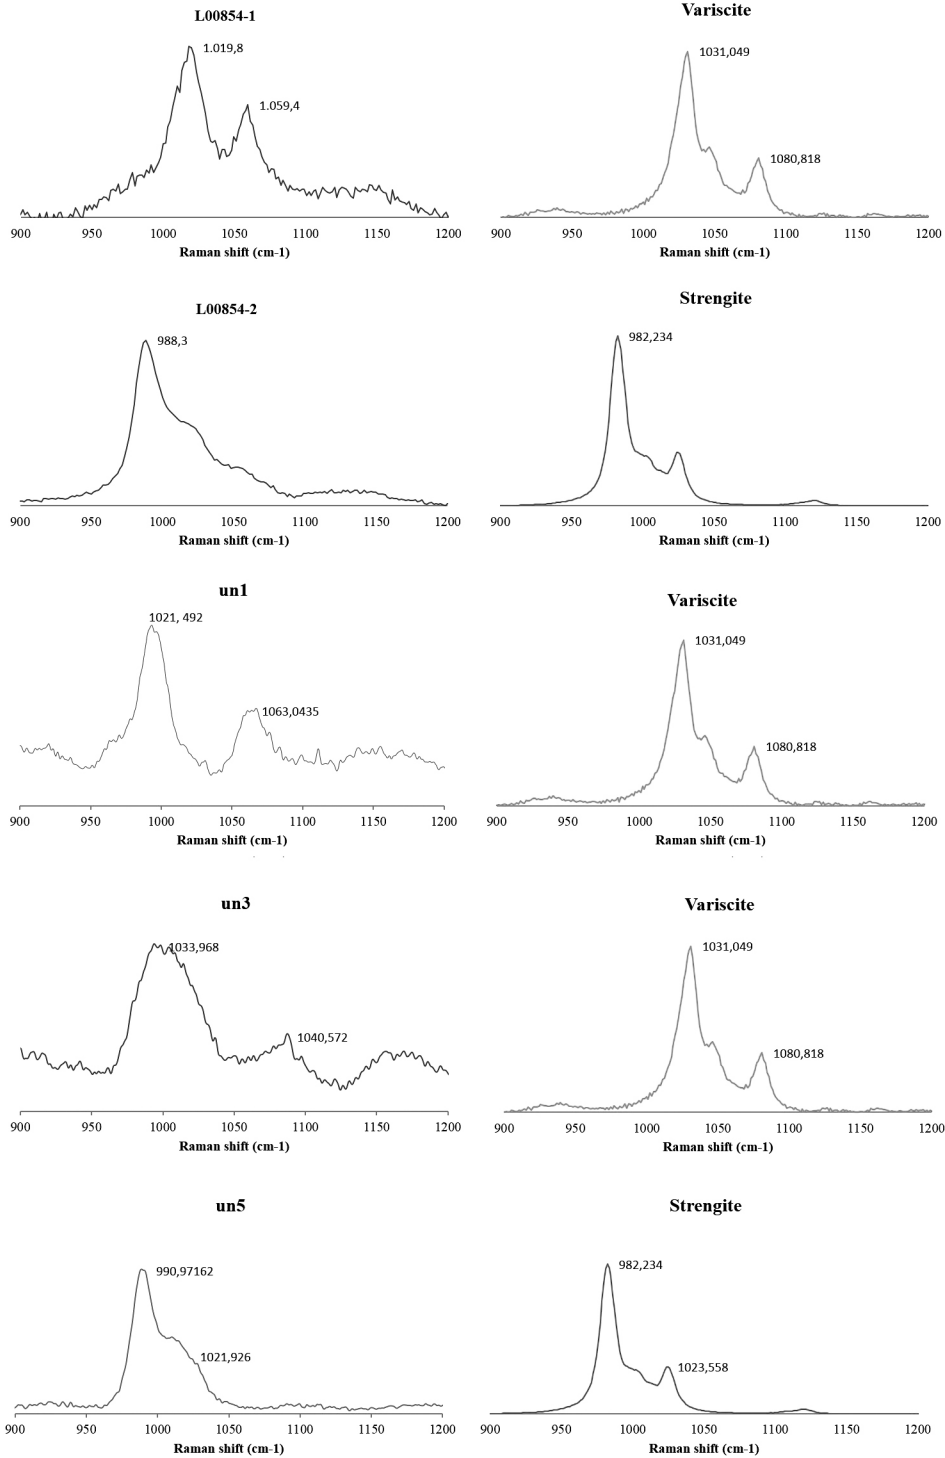 L00854-1
1.019,8
1.059,4
900 950 1000 1050 1100 1150 1200
Raman shift (cm-1)
Variscite
1031,049
1080,818
900 950 1000 1050 1100 1150 1200
Raman shift (cm-1)
L00854-2
988,3
900 950 1000 1050 1100 1150 1200
Raman shift (cm-1)
Strengite
982,234
900 950 1000 1050 1100 1150 1200
Raman shift (cm-1)
un1
1021, 492
1063,0435
900 950 1000 1050 1100 1150 1200
Raman shift (cm-1)
Variscite
1031,049
1080,818
900 950 1000 1050 1100 1150 1200
Raman shift (cm-1)
un3
1033,968
1040,572
900 950 1000 1050 1100 1150 1200
Raman shift (cm-1)
Variscite
1031,049
1080,818
900 950 1000 1050 1100 1150 1200
Raman shift (cm-1)
un5
990,97162
1021,926
900 950 1000 1050 1100 1150 1200
Raman shift (cm-1)
Strengite
982,234
1023,558
900 950 1000 1050 1100 1150 1200
Raman shift (cm-1)